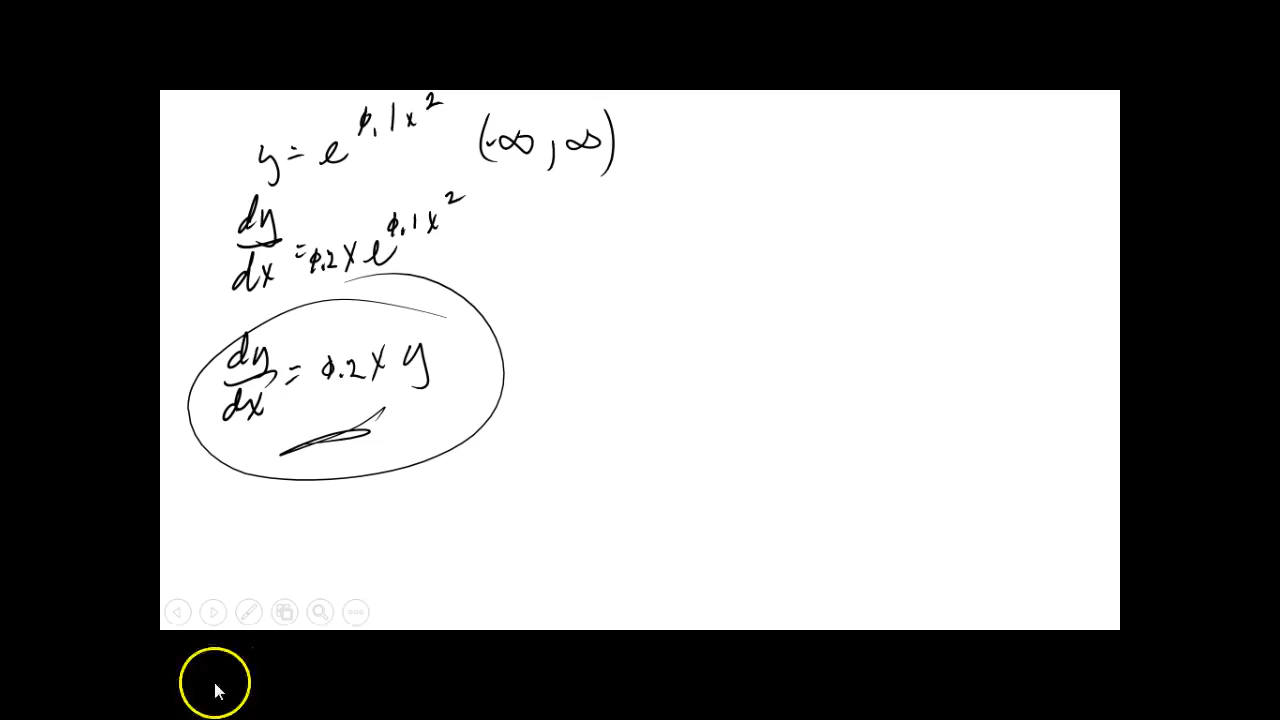 y = e^{0.1x^2} (-∞, ∞)
dy/dx = 0.2x e^{0.1x^2}
dy/dx = 0.2x y